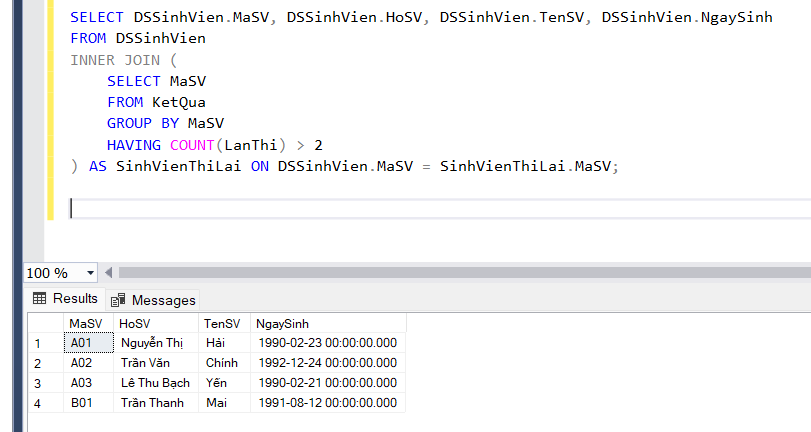 SELECT DSSinhVien.MaSV, DSSinhVien.HoSV, DSSinhVien.TenSV, DSSinhVien.NgaySinh
FROM DSSinhVien
INNER JOIN (
SELECT MaSV
FROM KetQua
GROUP BY MaSV
HAVING COUNT(LanThi) > 2
) AS SinhVienThiLai ON DSSinhVien.MaSV = SinhVienThiLai.MaSV;
100 %
Results Messages
MaSV HoSV TenSV NgaySinh
1 A01 Nguyễn Thị Hải 1990-02-23 00:00:00.000
2 A02 Trần Văn Chính 1992-12-24 00:00:00.000
3 A03 Lê Thu Bạch Yến 1990-02-21 00:00:00.000
4 B01 Trần Thanh Mai 1991-08-12 00:00:00.000